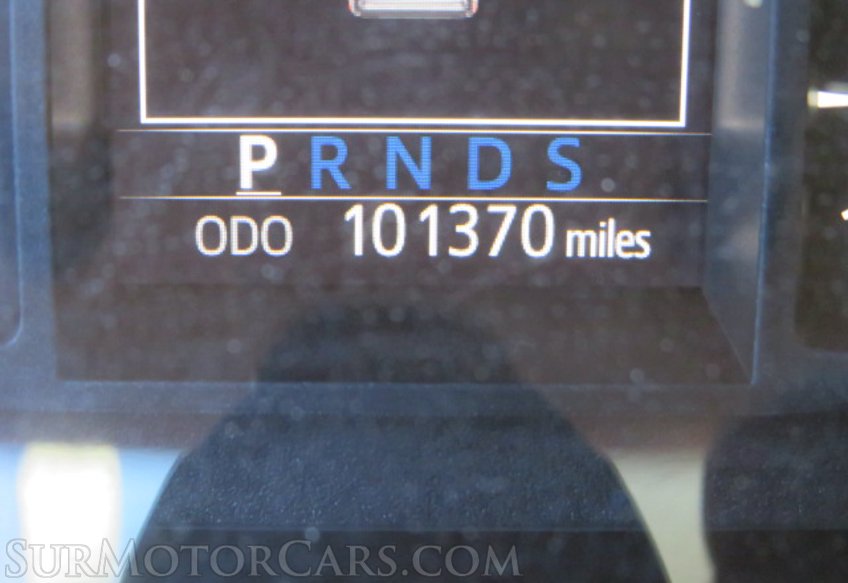 P R N D S
ODO 101370 miles
SurMotorCars.com